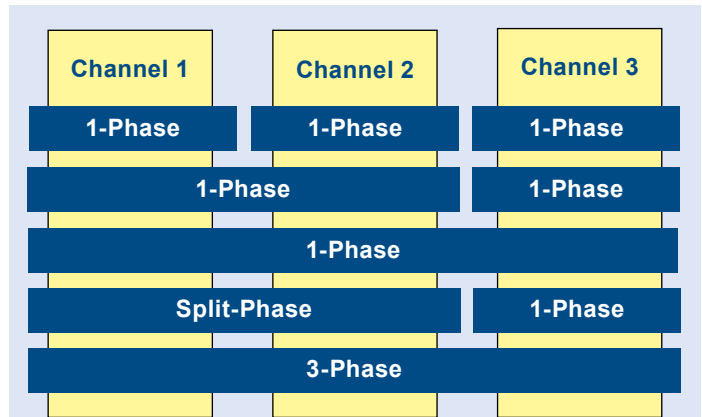 Channel 1 Channel 2 Channel 3
1-Phase 1-Phase 1-Phase
1-Phase 1-Phase
1-Phase
Split-Phase 1-Phase
3-Phase